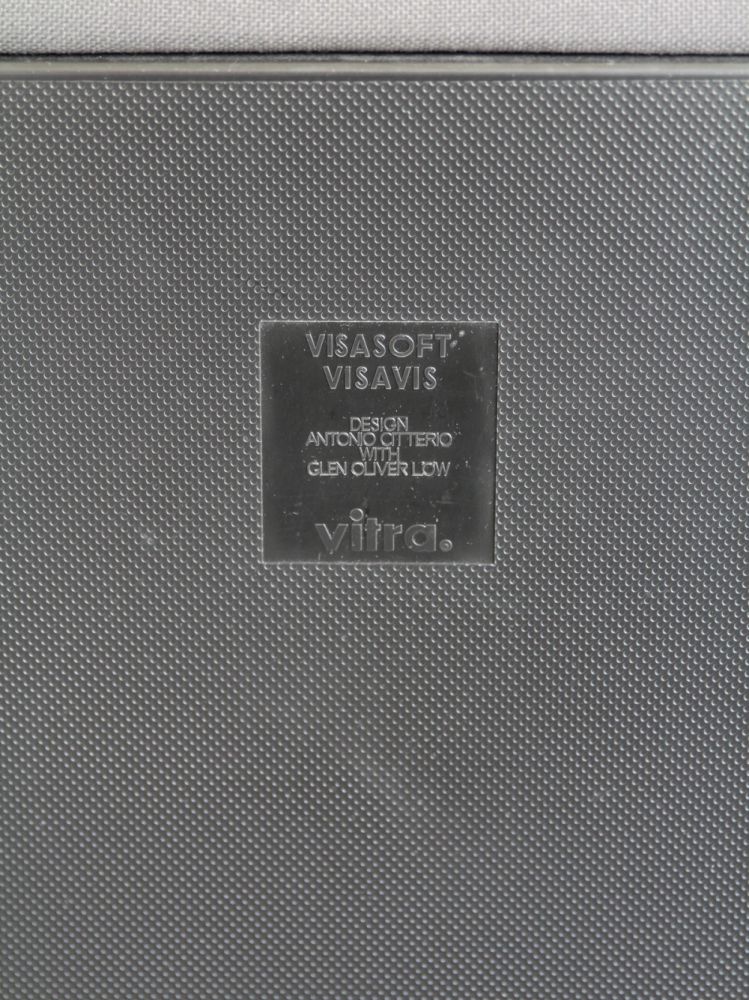 VISASOFT
VISAVIS
DESIGN
ANTONIO CITTERIO
WITH
GLEN OLIVER LÖW
vitra.